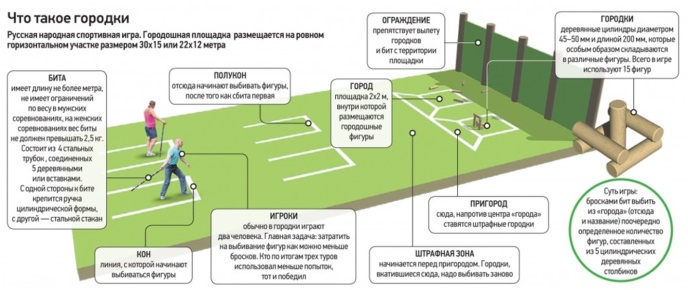 Что такое городки
Русская народная спортивная игра. Городошная площадка размещается на ровном
горизонтальном участке размером 30х15 или 22х12 метра
БИТА
имеет длину не более метра,
не имеет ограничений
по весу в мужских
соревнованиях, на женских
соревнованиях вес биты
не должен превышать 2,5 кг.
Состоит из 4 стальных
трубок, соединенных
5 деревянными
или вставками.
С одной стороны к бите
крепится ручка
цилиндрической формы,
с другой — стальной стакан
ПОЛУКОН
отсюда начинают выбивать фигуры,
после того как сбита первая
ОГРАЖДЕНИЕ
препятствует вылету
городков
и бит с территории
площадки
ГОРОД
площадка 2х2 м,
внутри которой
размещаются
городошные
фигуры
ГОРОДКИ
деревянные цилиндры диаметром
45–50 мм и длиной 200 мм, которые
особым образом складываются
в различные фигуры. Всего в игре
используют 15 фигур
КОН
линия, с которой начинают
выбиваться фигуры
ИГРОКИ
обычно в городки играют
два человека. Главная задача: затратить
на выбивание фигур как можно меньше
бросков. Кто по итогам трех туров
использовал меньше попыток,
тот и победил
ПРИГОРОД
сюда, напротив центра «города»
ставятся штрафные городки
ШТРАФНАЯ ЗОНА
начинается перед пригородом. Городки,
вкатившиеся сюда, надо выбивать заново
Суть игры:
бросками бит выбить
из «города» (отсюда
и название) поочередно
определенное количество
фигур, составленных
из 5 цилиндрических
деревянных
столбиков